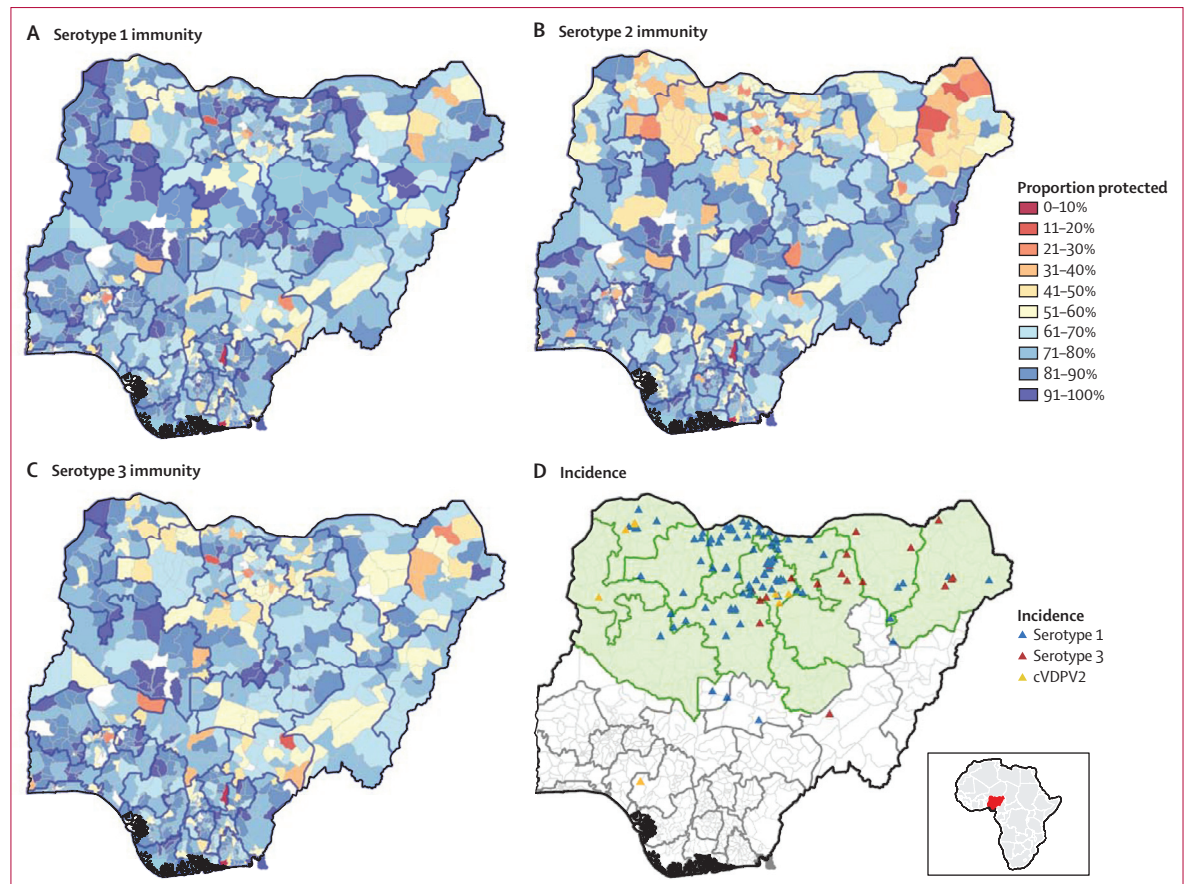 A Serotype 1 immunity
B Serotype 2 immunity
Proportion protected
0–10%
11–20%
21–30%
31–40%
41–50%
51–60%
61–70%
71–80%
81–90%
91–100%
C Serotype 3 immunity
D Incidence
Incidence
Serotype 1
Serotype 3
cVDPV2